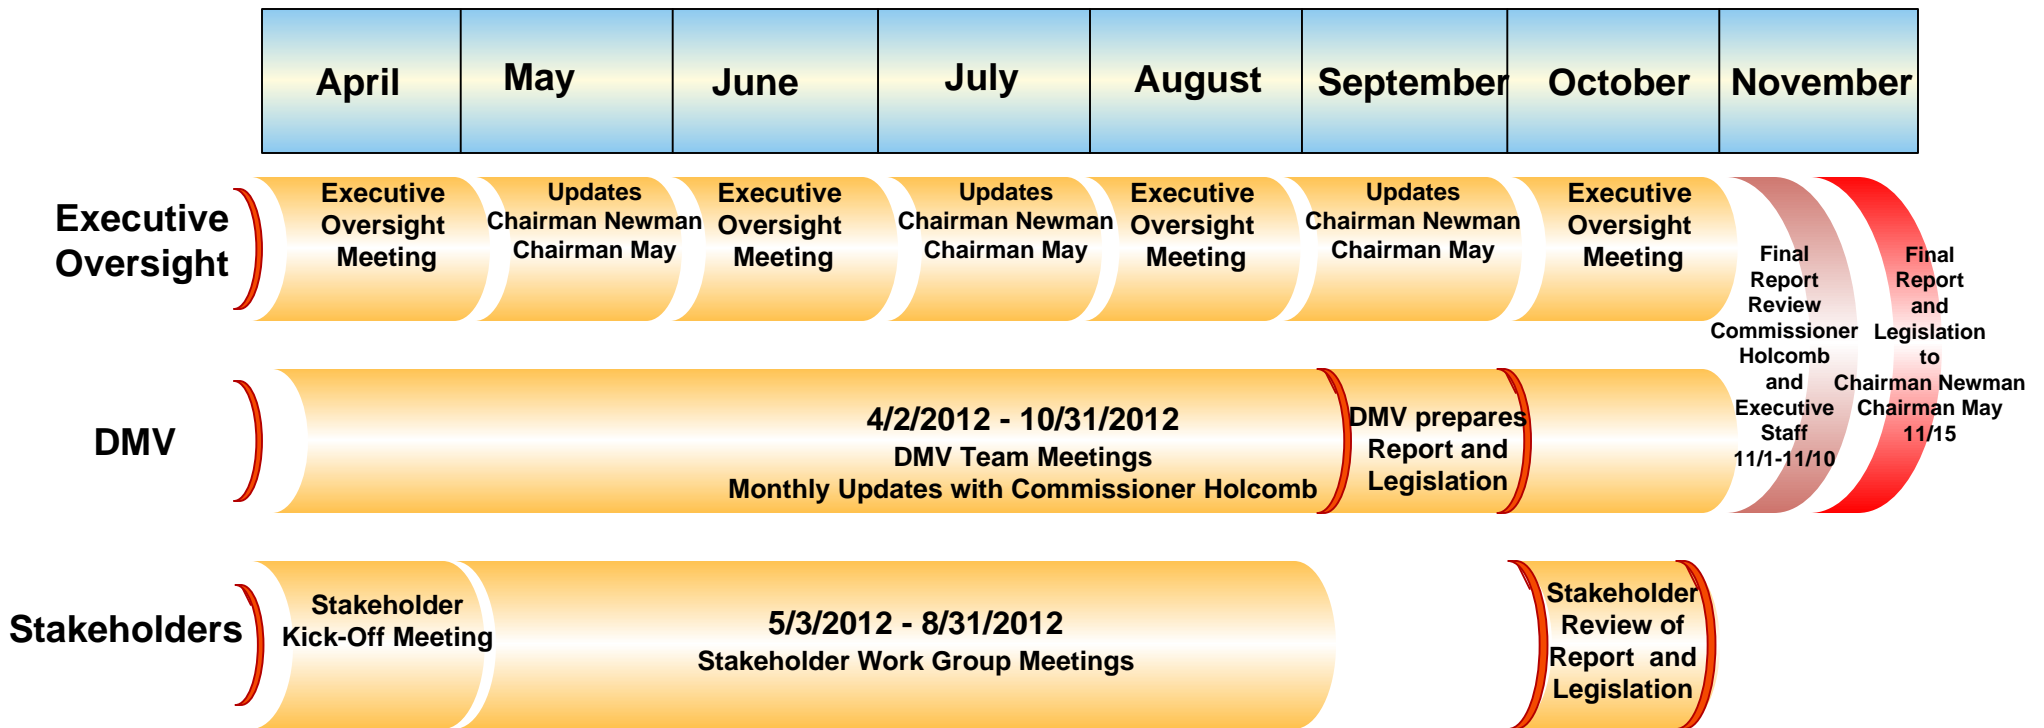 April
May
June
July
August
September
October
November
Executive
Oversight
Executive
Oversight
Meeting
Updates
Chairman Newman
Chairman May
Executive
Oversight
Meeting
Updates
Chairman Newman
Chairman May
Executive
Oversight
Meeting
Updates
Chairman Newman
Chairman May
Executive
Oversight
Meeting
Final
Report
Review
Commissioner
Holcomb
and
Executive
Staff
11/1-11/10
Final
Report
and
Legislation
to
Chairman Newman
Chairman May
11/15
DMV
4/2/2012 - 10/31/2012
DMV Team Meetings
Monthly Updates with Commissioner Holcomb
DMV prepares
Report and
Legislation
Stakeholders
Stakeholder
Kick-Off Meeting
5/3/2012 - 8/31/2012
Stakeholder Work Group Meetings
Stakeholder
Review of
Report and
Legislation